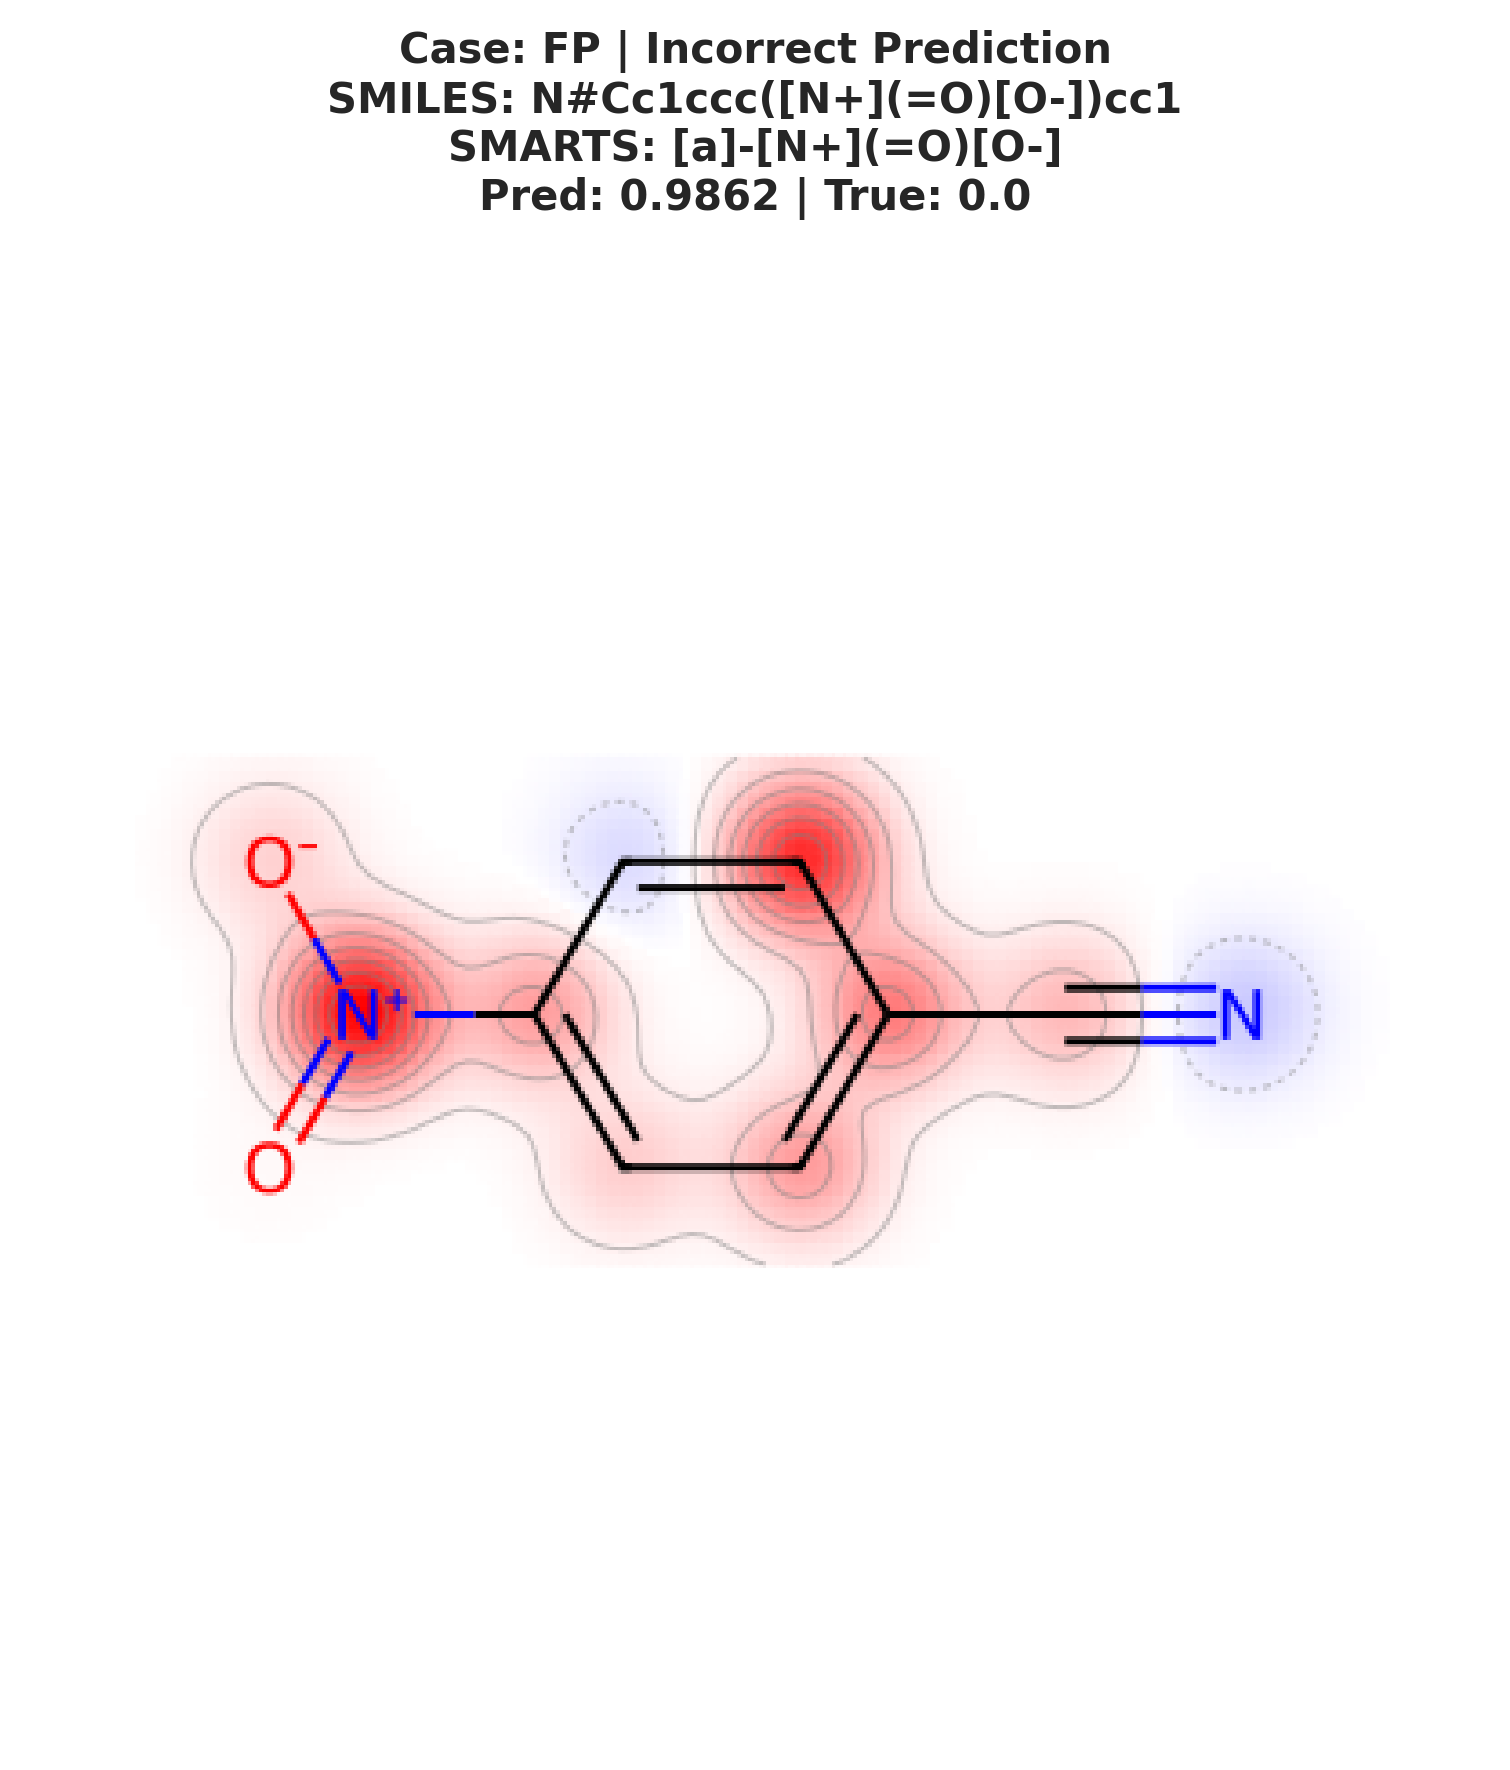 Case: FP | Incorrect Prediction
SMILES: N#Cc1ccc([N+](=O)[O-])cc1
SMARTS: [a]-[N+](=O)[O-]
Pred: 0.9862 | True: 0.0
O⁻
N⁺
N
O